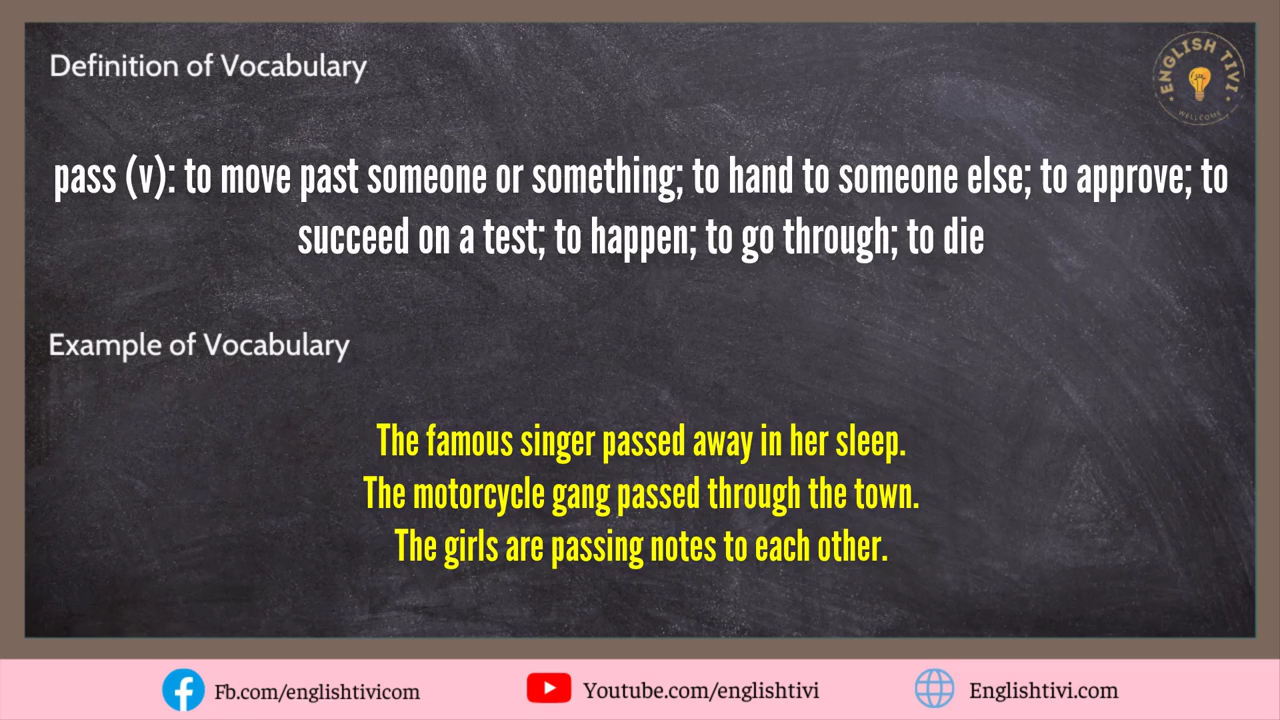 Definition of Vocabulary
ENGLISH TIVI
WELLCOME
pass (v): to move past someone or something; to hand to someone else; to approve; to
succeed on a test; to happen; to go through; to die
Example of Vocabulary
The famous singer passed away in her sleep.
The motorcycle gang passed through the town.
The girls are passing notes to each other.
Fb.com/englishtivicom
Youtube.com/englishtivi
Englishtivi.com